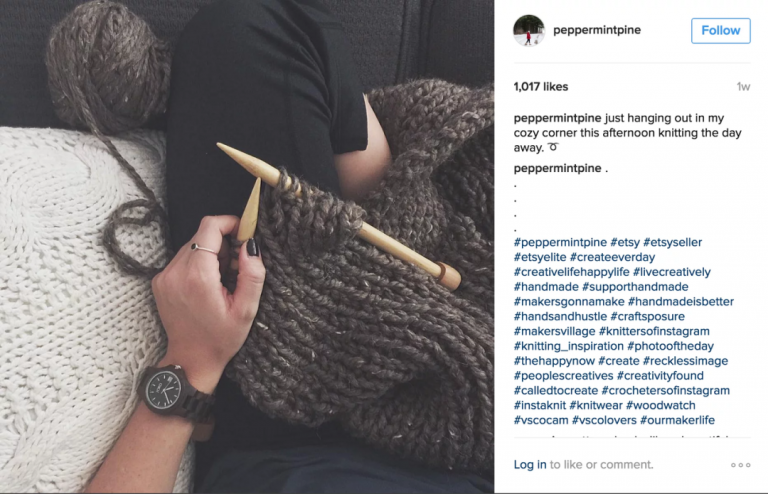 peppermintpine
Follow
1,017 likes
1w
peppermintpine just hanging out in my
cozy corner this afternoon knitting the day
away. ➰
peppermintpine .
.
.
.
.
#peppermintpine #etsy #etsyseller
#etsyelite #createeveryday
#creativelifehappylife #livecreatively
#handmade #supporthandmade
#makersgonnamake #handmadeisbetter
#handsandhustle #craftsposure
#makersvillage #knittersofinstagram
#knitting_inspiration #photooftheday
#thehappynow #create #recklessimage
#peoplescreatives #creativityfound
#calledtocreate #crochetersofinstagram
#instaknit #knitwear #woodwatch
#vscocam #vscolovers #ourmakerlife
Log in to like or comment.